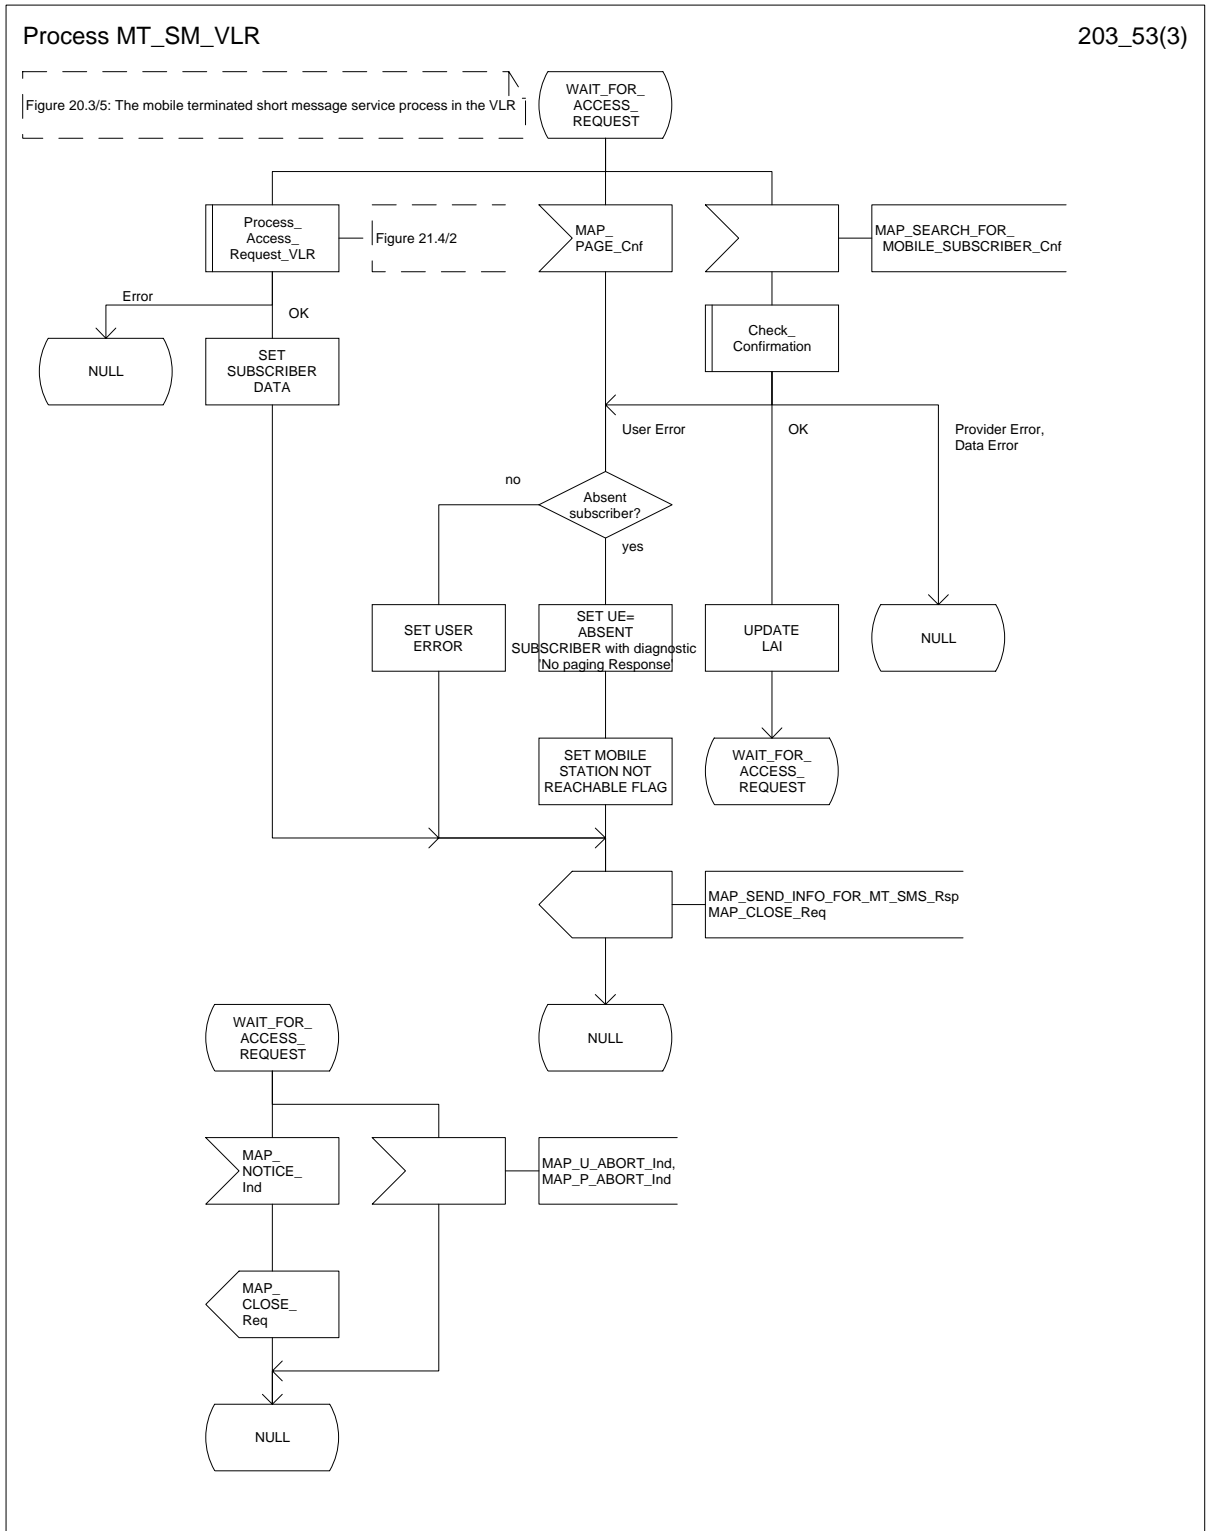 Process MT_SM_VLR
203_53(3)
Figure 20.3/5: The mobile terminated short message service process in the VLR
WAIT_FOR_
ACCESS_
REQUEST
Process_
Access_
Request_VLR
Figure 21.4/2
MAP_
PAGE_Cnf
MAP_SEARCH_FOR_
MOBILE_SUBSCRIBER_Cnf
Error
OK
Check_
Confirmation
NULL
SET
SUBSCRIBER
DATA
User Error
OK
Provider Error,
Data Error
no
Absent
subscriber?
yes
SET USER
ERROR
SET UE=
ABSENT
SUBSCRIBER with diagnostic
'No paging Response'
UPDATE
LAI
NULL
SET MOBILE
STATION NOT
REACHABLE FLAG
WAIT_FOR_
ACCESS_
REQUEST
MAP_SEND_INFO_FOR_MT_SMS_Rsp
MAP_CLOSE_Req
WAIT_FOR_
ACCESS_
REQUEST
NULL
MAP_
NOTICE_
Ind
MAP_U_ABORT_Ind,
MAP_P_ABORT_Ind
MAP_
CLOSE_
Req
NULL